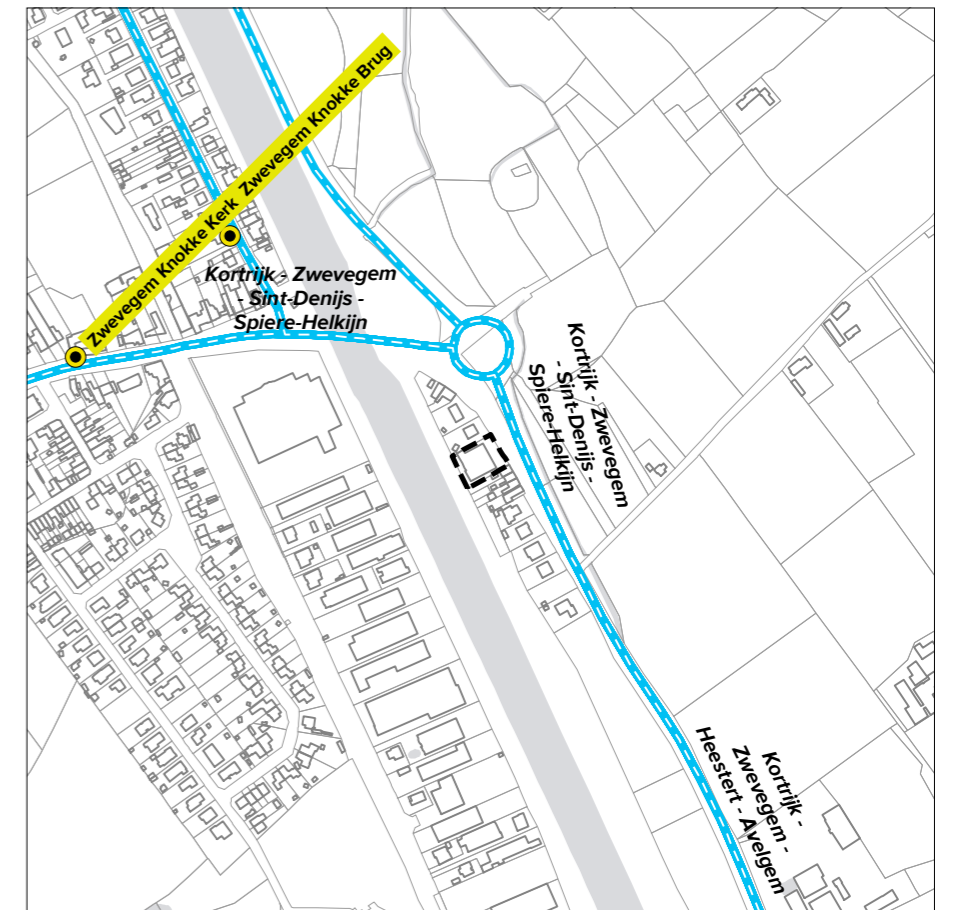 Zwevegem Knokke Kerk Zwevegem Knokke Brug
Kortrijk - Zwevegem
- Sint-Denijs -
Spiere-Helkijn
Kortrijk - Zwevegem
- Sint-Denijs -
Spiere-Helkijn
Kortrijk -
Zwevegem -
Heestert - Avelgem